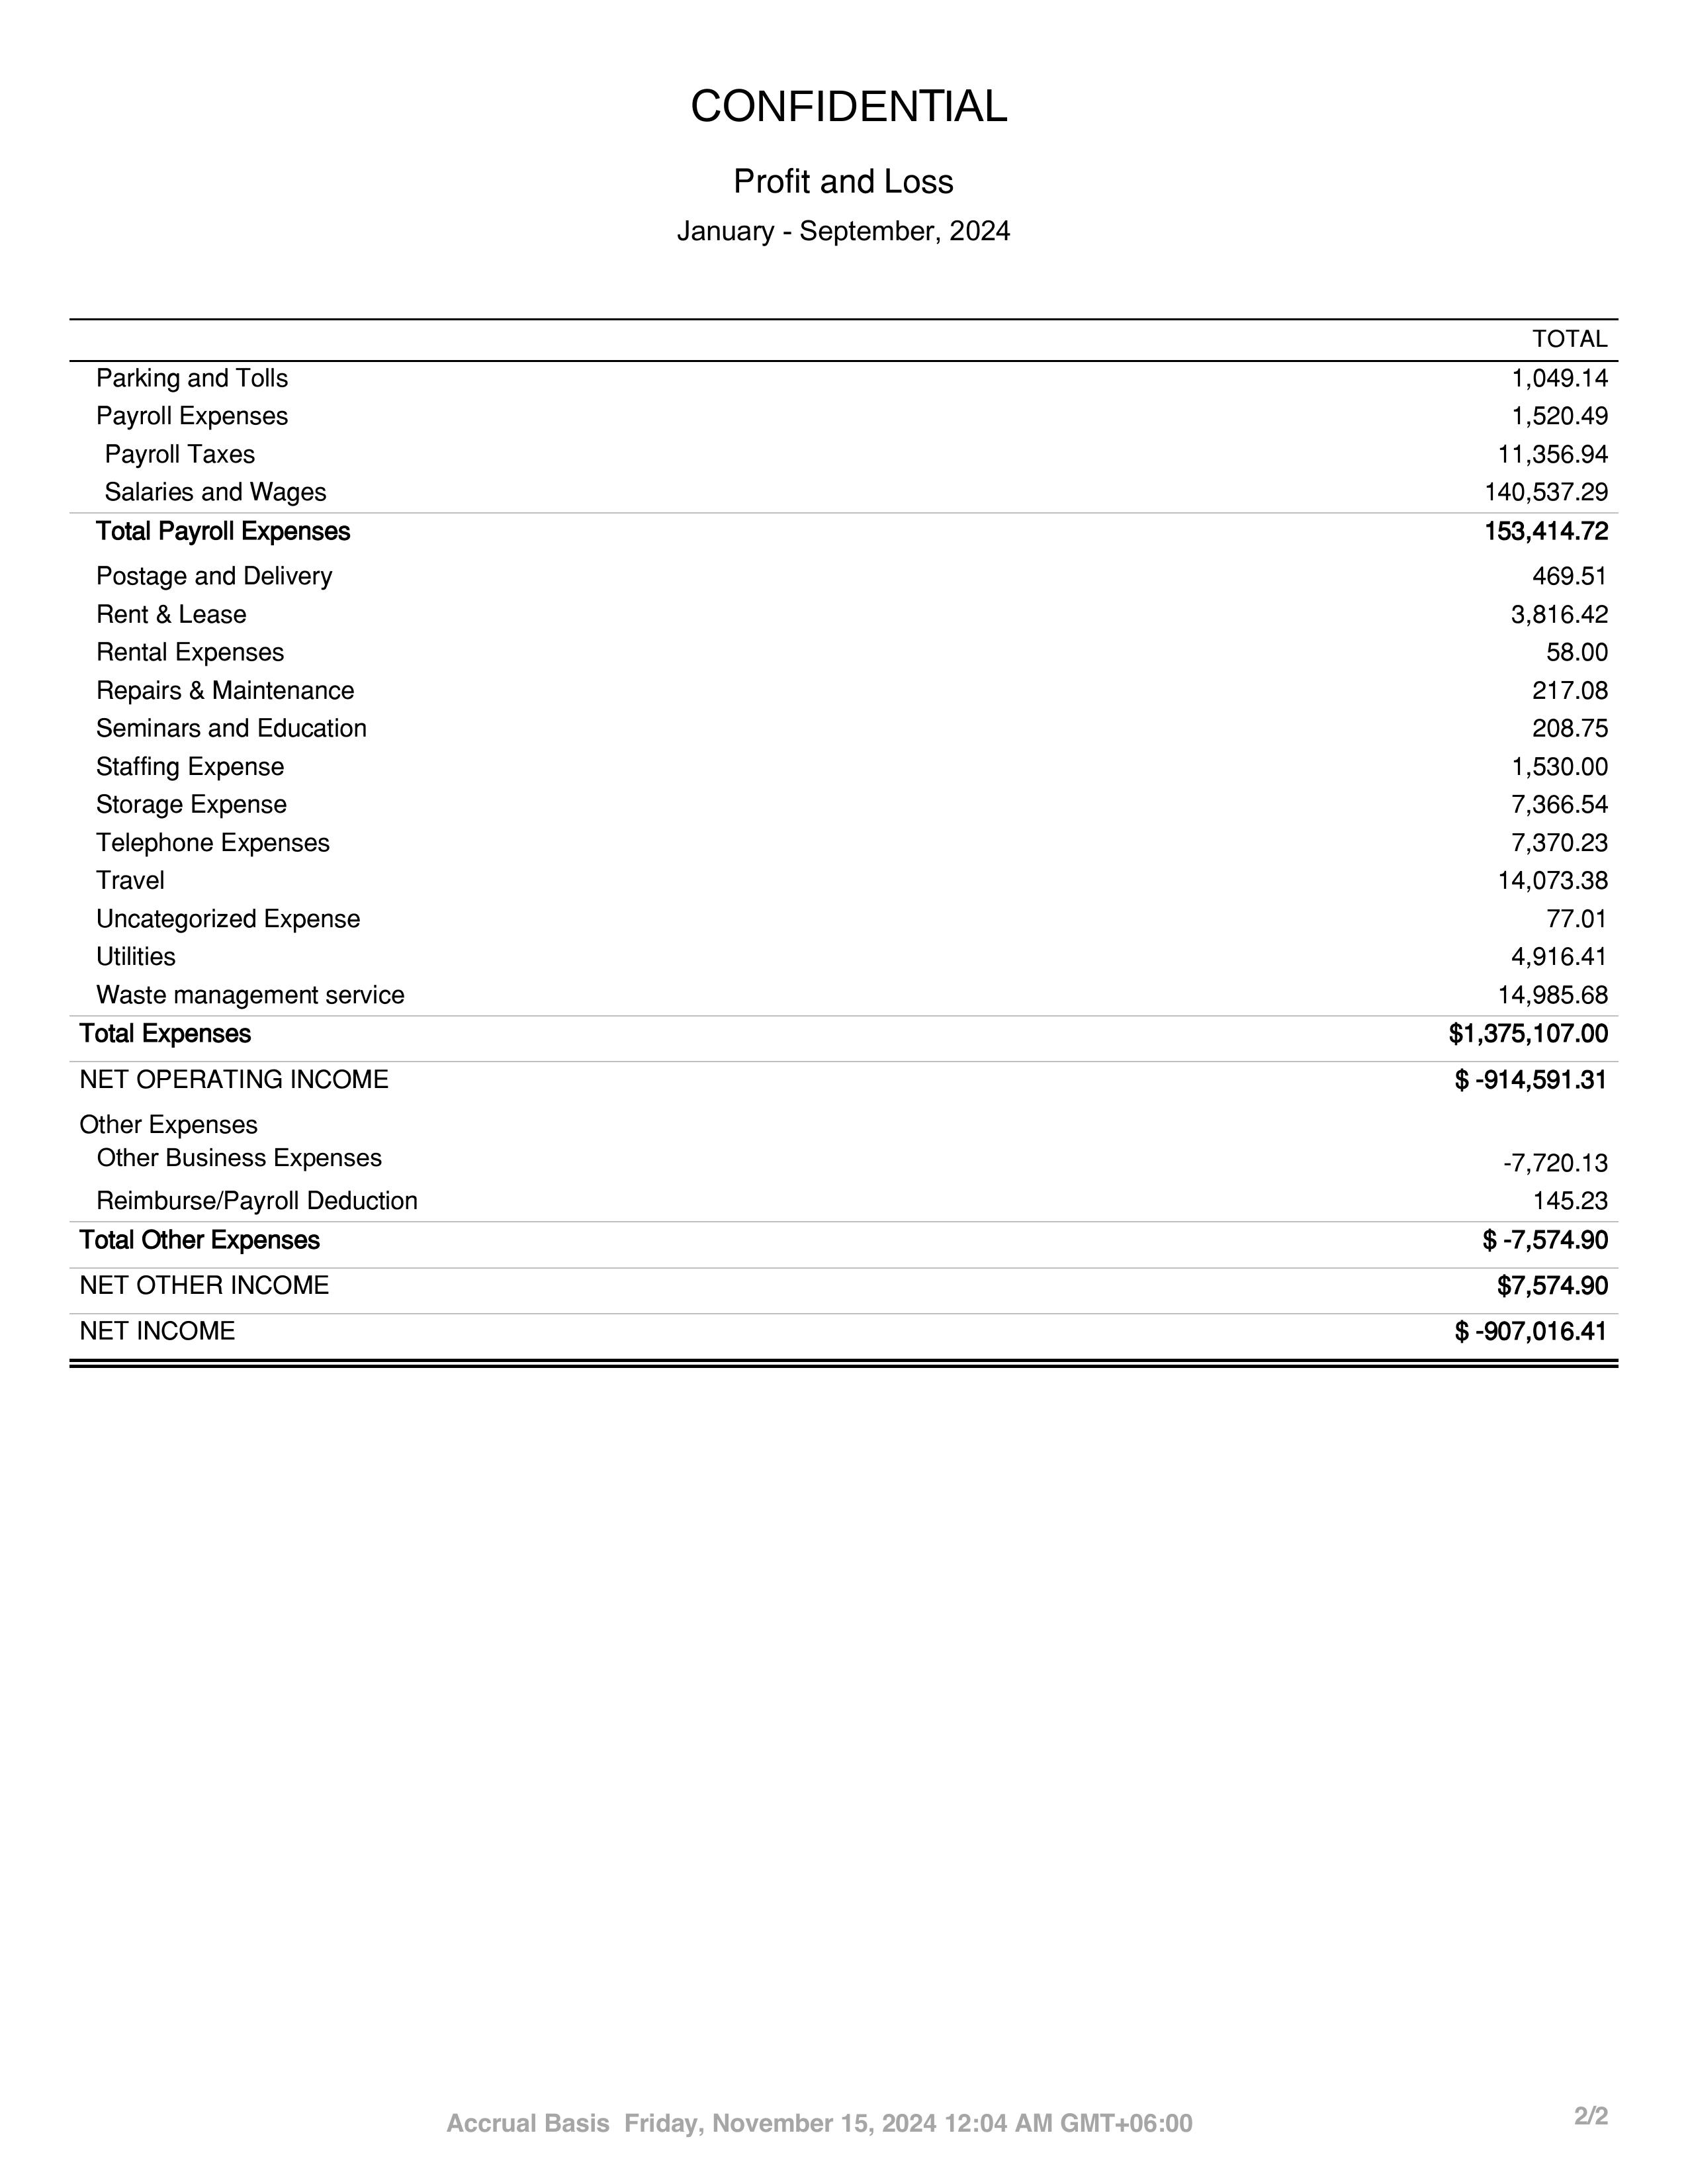 CONFIDENTIAL
Profit and Loss
January - September, 2024
TOTAL
Parking and Tolls 1,049.14
Payroll Expenses 1,520.49
Payroll Taxes 11,356.94
Salaries and Wages 140,537.29
Total Payroll Expenses 153,414.72
Postage and Delivery 469.51
Rent & Lease 3,816.42
Rental Expenses 58.00
Repairs & Maintenance 217.08
Seminars and Education 208.75
Staffing Expense 1,530.00
Storage Expense 7,366.54
Telephone Expenses 7,370.23
Travel 14,073.38
Uncategorized Expense 77.01
Utilities 4,916.41
Waste management service 14,985.68
Total Expenses $1,375,107.00
NET OPERATING INCOME $ -914,591.31
Other Expenses
Other Business Expenses -7,720.13
Reimburse/Payroll Deduction 145.23
Total Other Expenses $ -7,574.90
NET OTHER INCOME $7,574.90
NET INCOME $ -907,016.41
Accrual Basis Friday, November 15, 2024 12:04 AM GMT+06:00 2/2